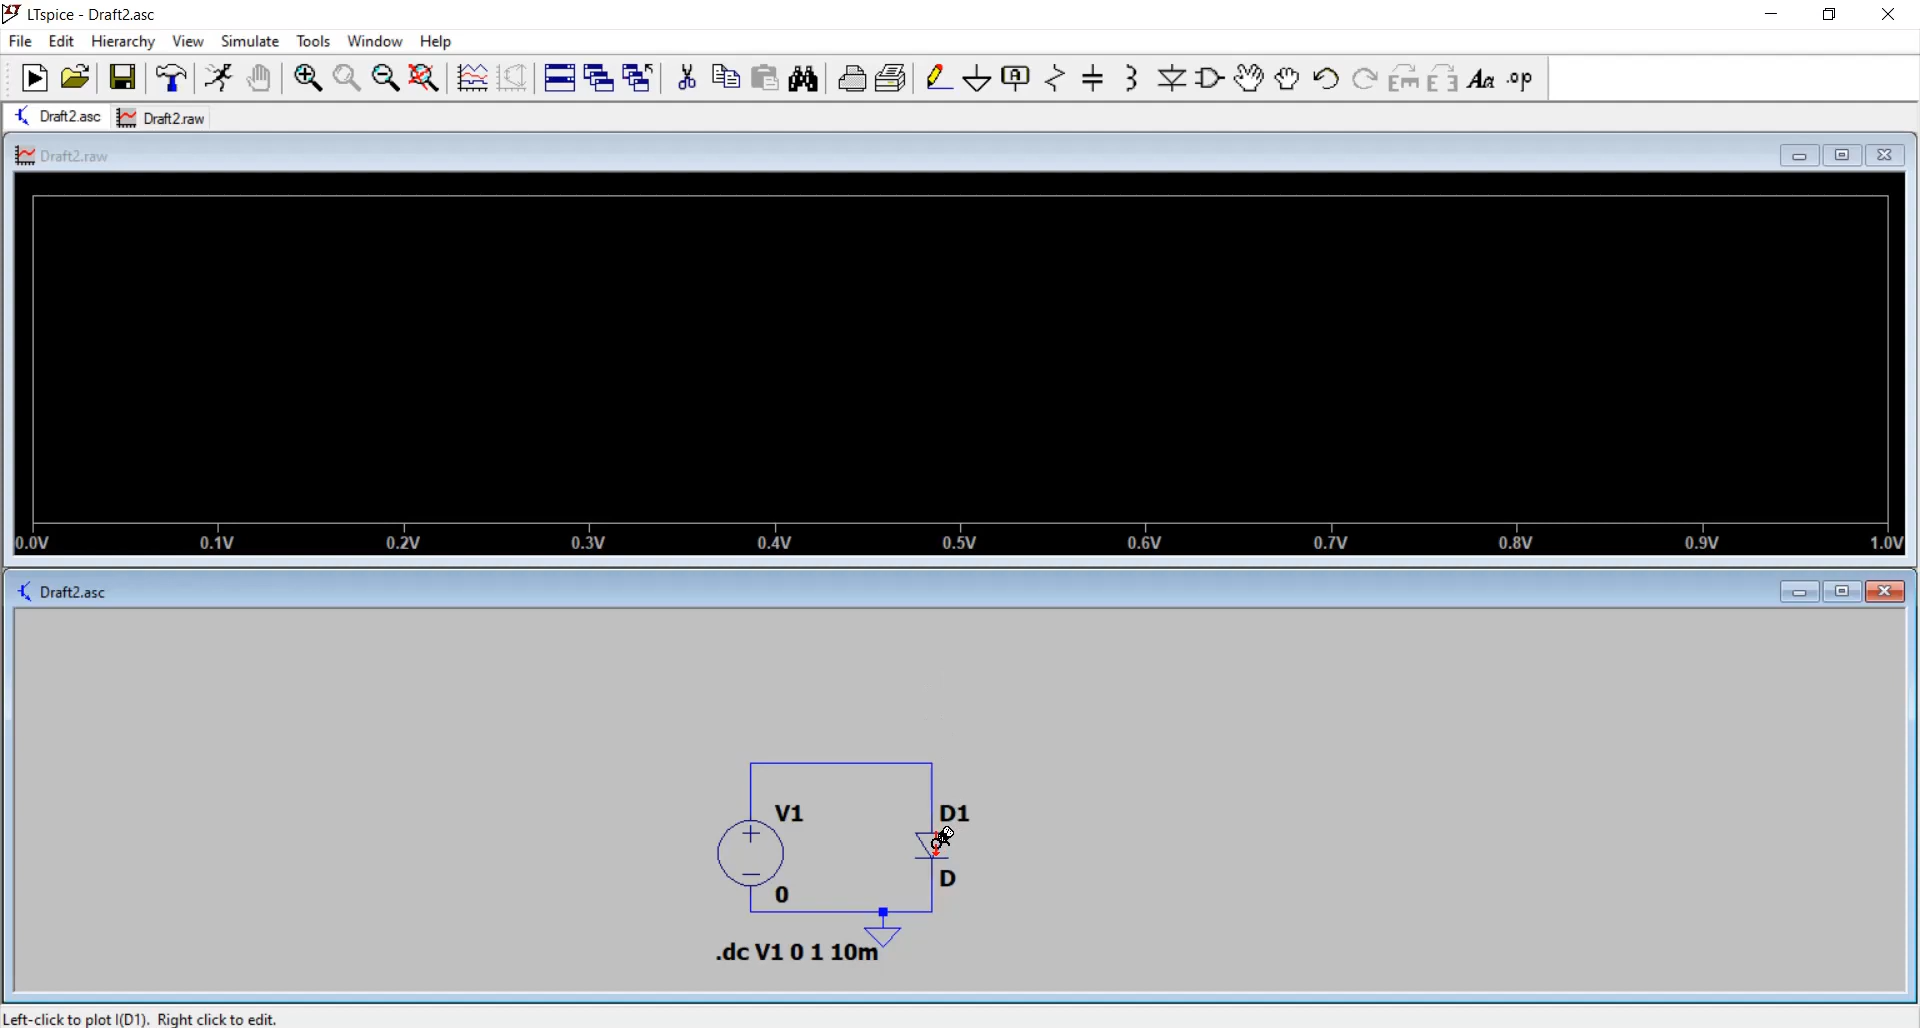 LTspice - Draft2.asc
File Edit Hierarchy View Simulate Tools Window Help
A Aa .op
Draft2.asc Draft2.raw
Draft2.raw
0.0V 0.1V 0.2V 0.3V 0.4V 0.5V 0.6V 0.7V 0.8V 0.9V 1.0V
Draft2.asc
V1 D1
0 D
.dc V1 0 1 10m
Left-click to plot I(D1). Right click to edit.